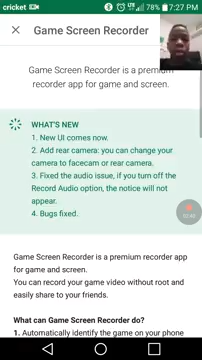 cricket 78% 7:27 PM
Game Screen Recorder
Game Screen Recorder is a premium
recorder app for game and screen.
WHAT'S NEW
1. New UI comes now.
2. Add rear camera: you can change your
camera to facecam or rear camera.
3. Fixed the audio issue, if you turn off the
Record Audio option, the notice will not
appear.
4. Bugs fixed.
Game Screen Recorder is a premium recorder app
for game and screen.
You can record your game video without root and
easily share to your friends.
What can Game Screen Recorder do?
1. Automatically identify the game on your phone